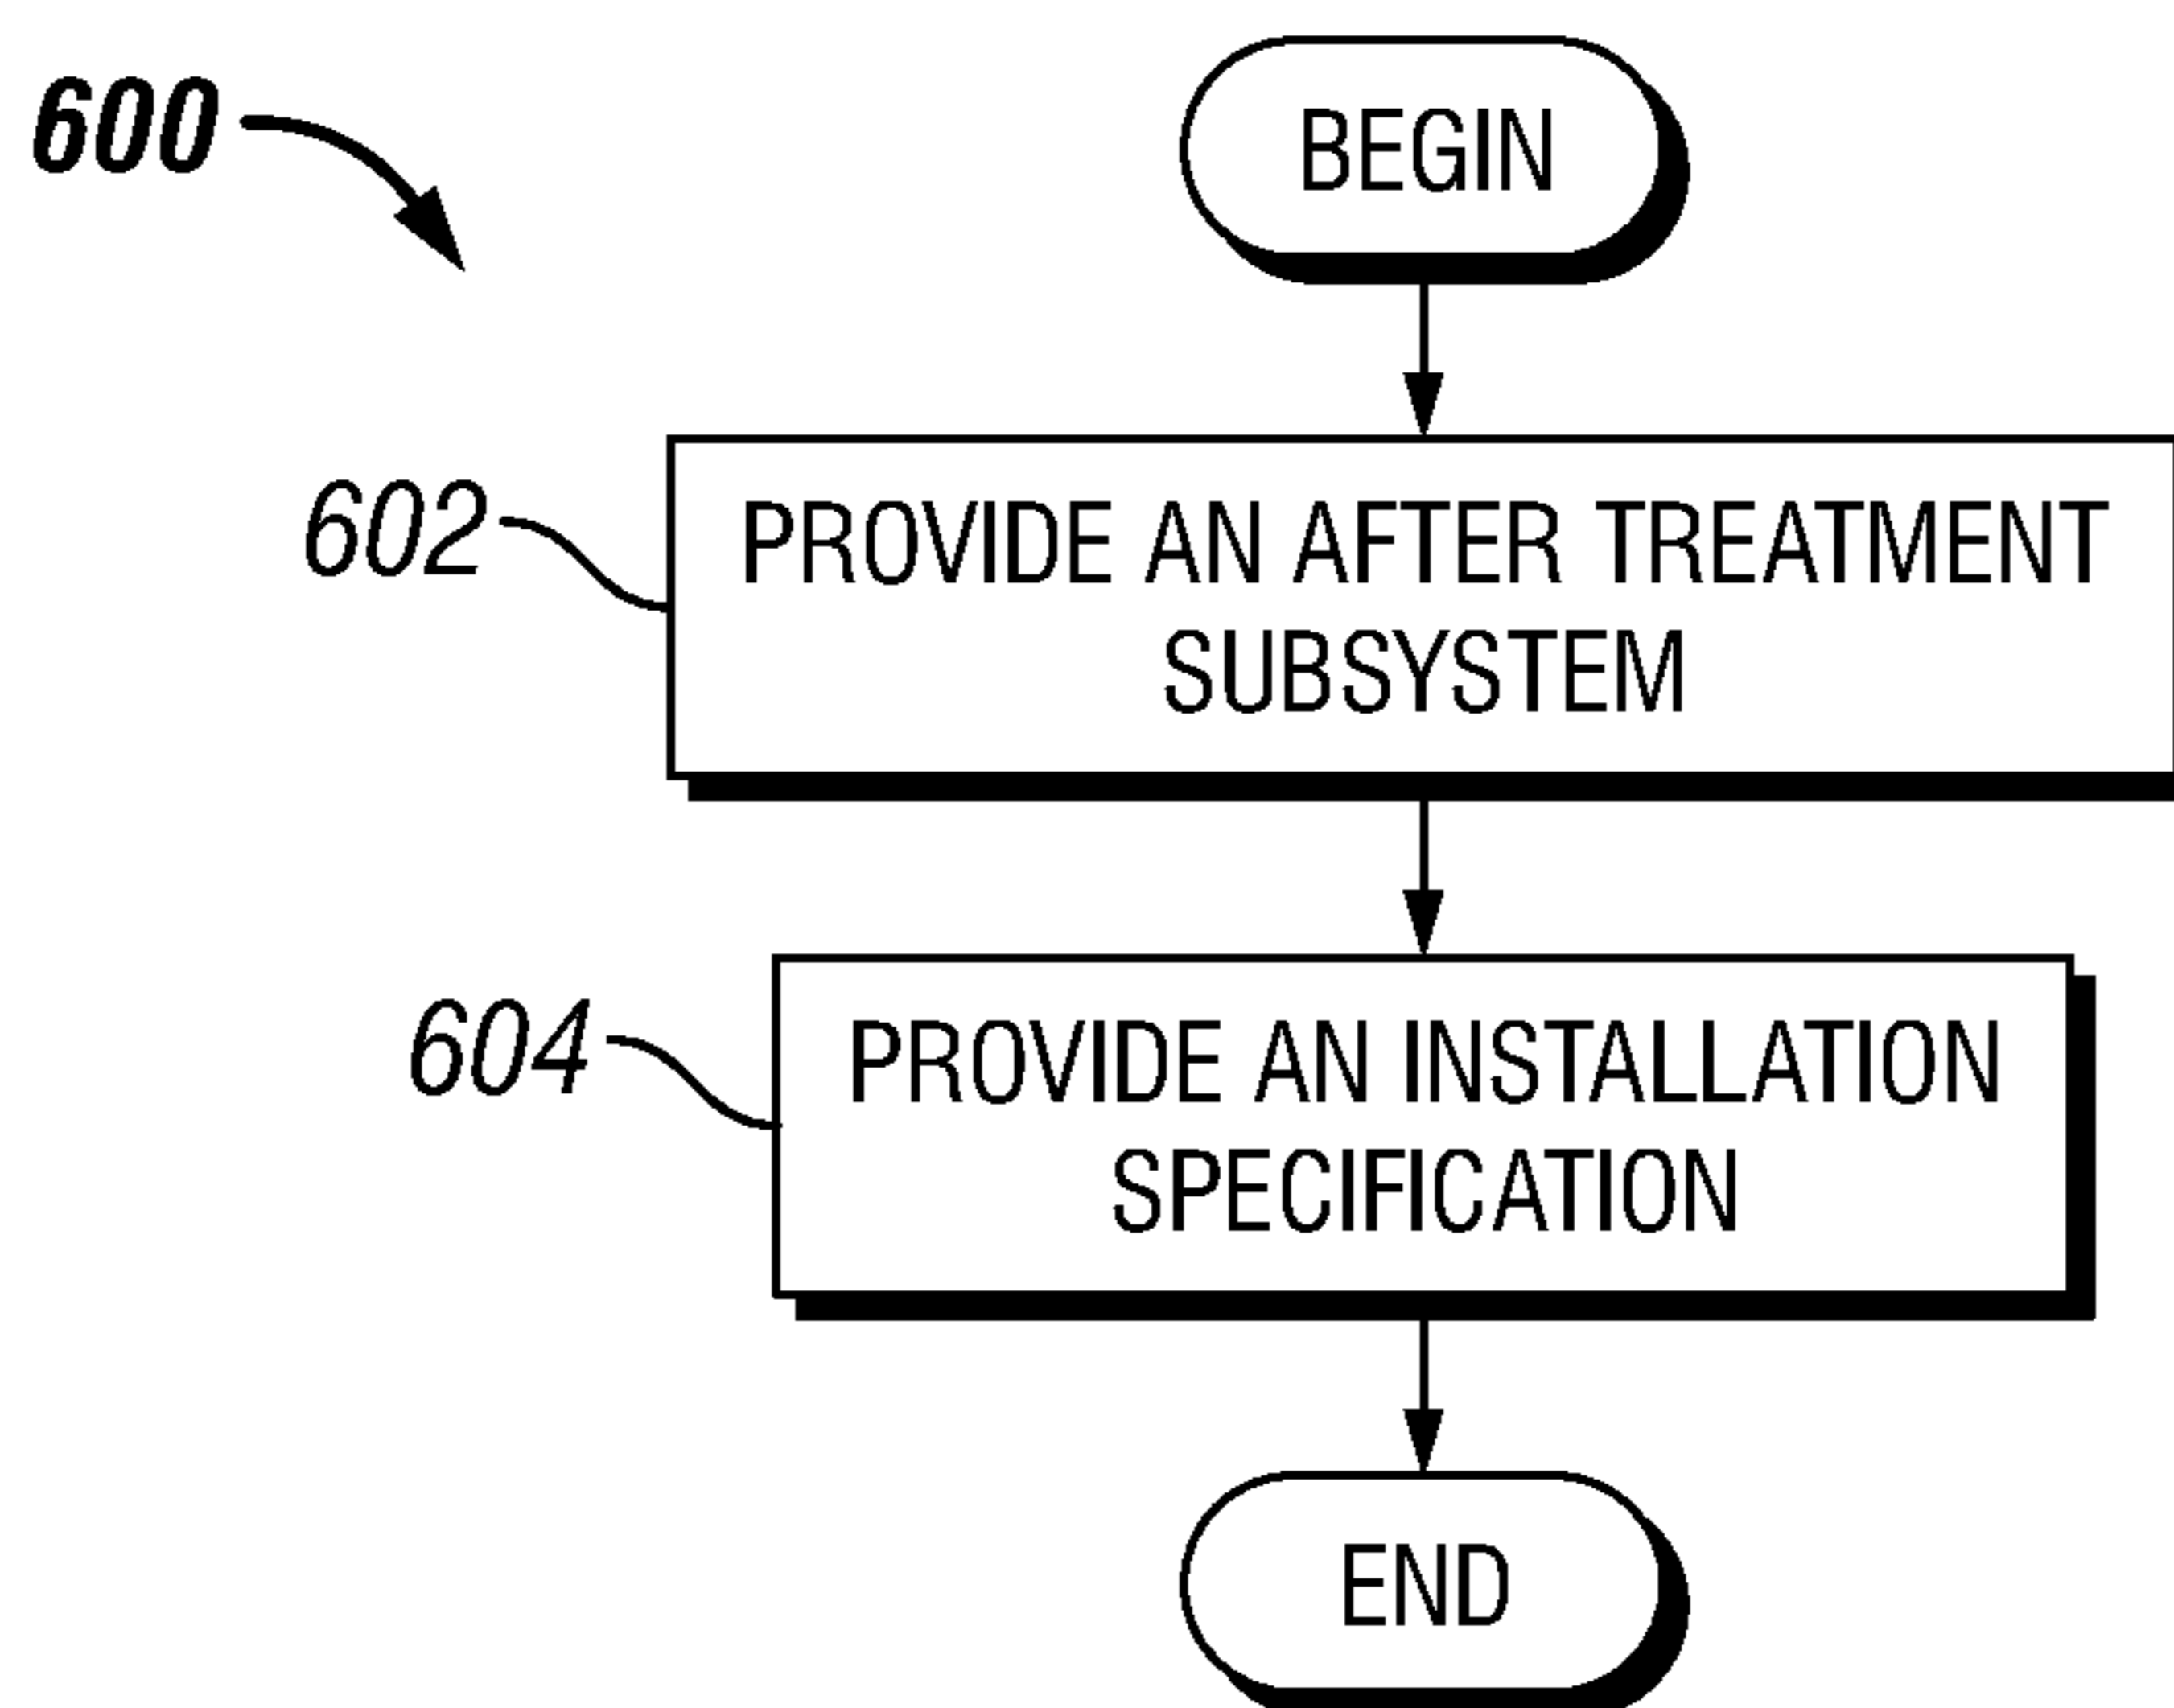 600
BEGIN
602
PROVIDE AN AFTER TREATMENT
SUBSYSTEM
604
PROVIDE AN INSTALLATION
SPECIFICATION
END